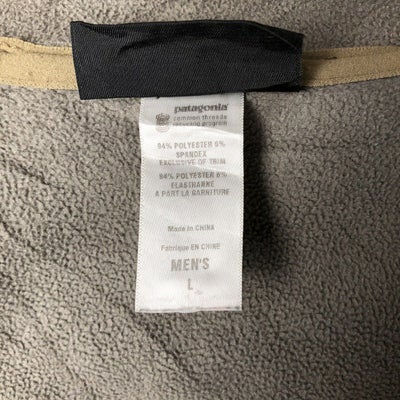 patagonia
common threads
recycling program
94% POLYESTER 6%
SPANDEX
EXCLUSIVE OF TRIM
94% POLYESTER 6%
ELASTHANNE
A PART LA GARNITURE
Made in CHINA
Fabriqué EN CHINE
MEN'S
L